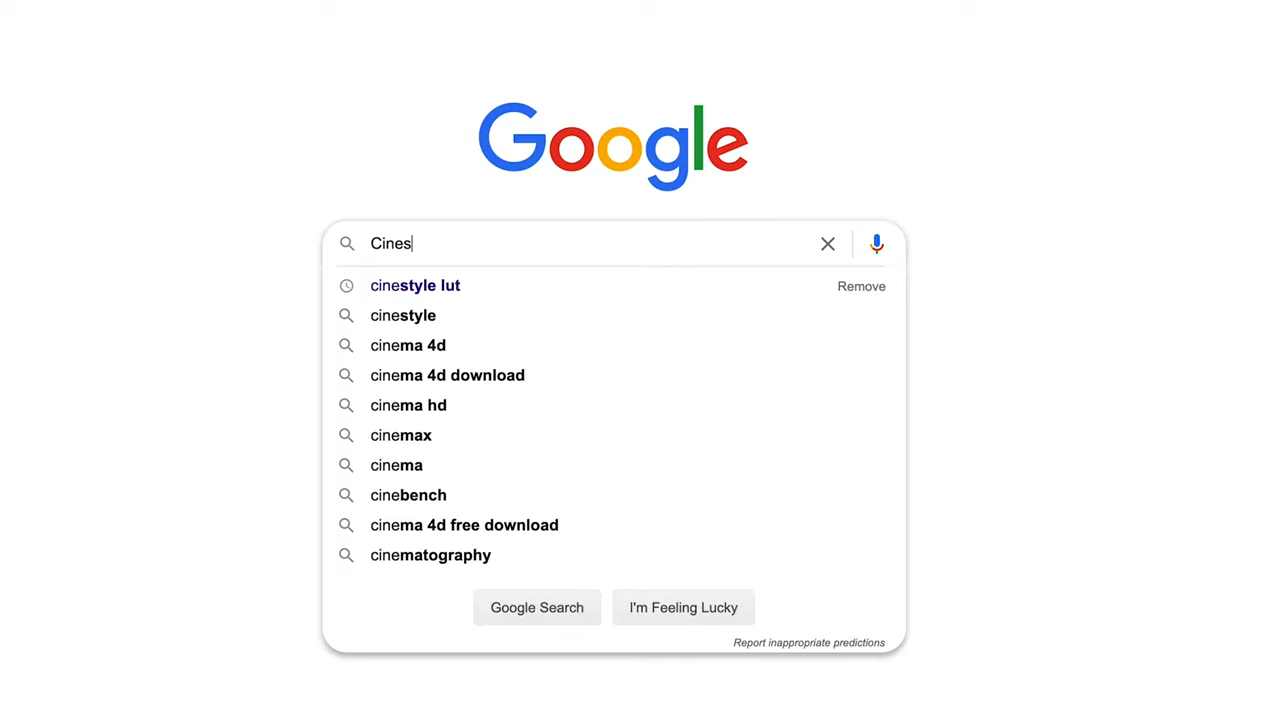 Google
Cines
cinestyle lut Remove
cinestyle
cinema 4d
cinema 4d download
cinema hd
cinemax
cinema
cinebench
cinema 4d free download
cinematography
Google Search I'm Feeling Lucky
Report inappropriate predictions